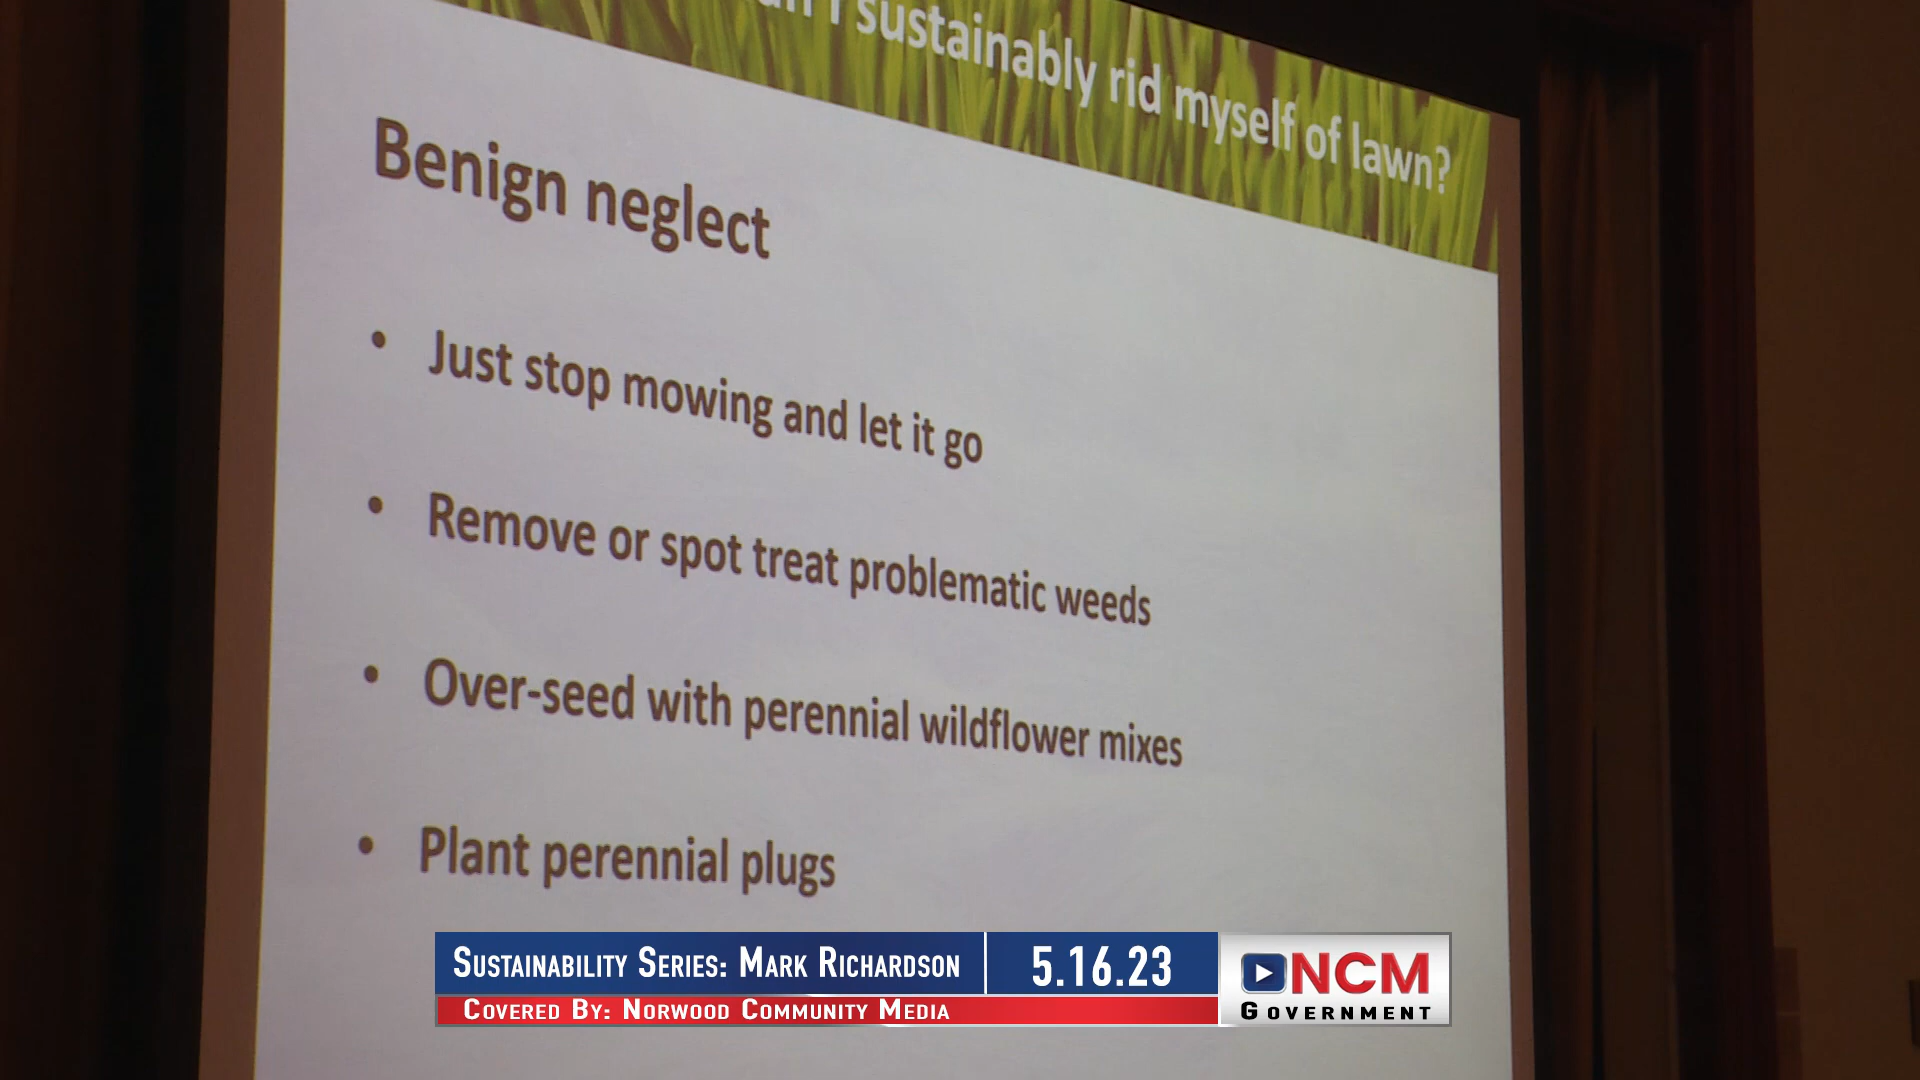 sustainably rid myself of lawn?
Benign neglect
• Just stop mowing and let it go
• Remove or spot treat problematic weeds
• Over-seed with perennial wildflower mixes
• Plant perennial plugs
SUSTAINABILITY SERIES: MARK RICHARDSON
5.16.23
COVERED BY: NORWOOD COMMUNITY MEDIA
NCM
GOVERNMENT